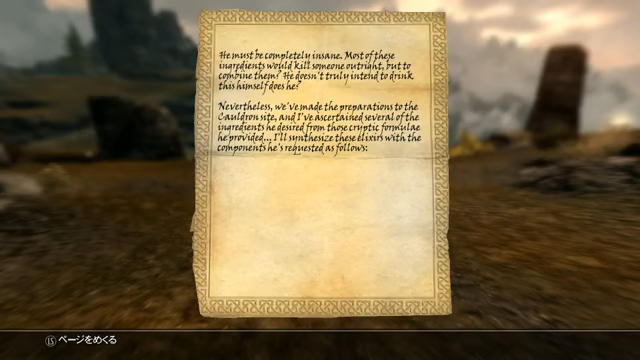 He must be completely insane. Most of these
ingredients would kill someone outright, but to
combine them? He doesn't truly intend to drink
this himself does he?
Nevertheless, we've made the preparations to the
Cauldron site, and I've ascertained several of the
ingredients he desired from those cryptic formulae
he provided... I'll synthesize these elixirs with the
components he's requested as follows:
LS ページをめくる